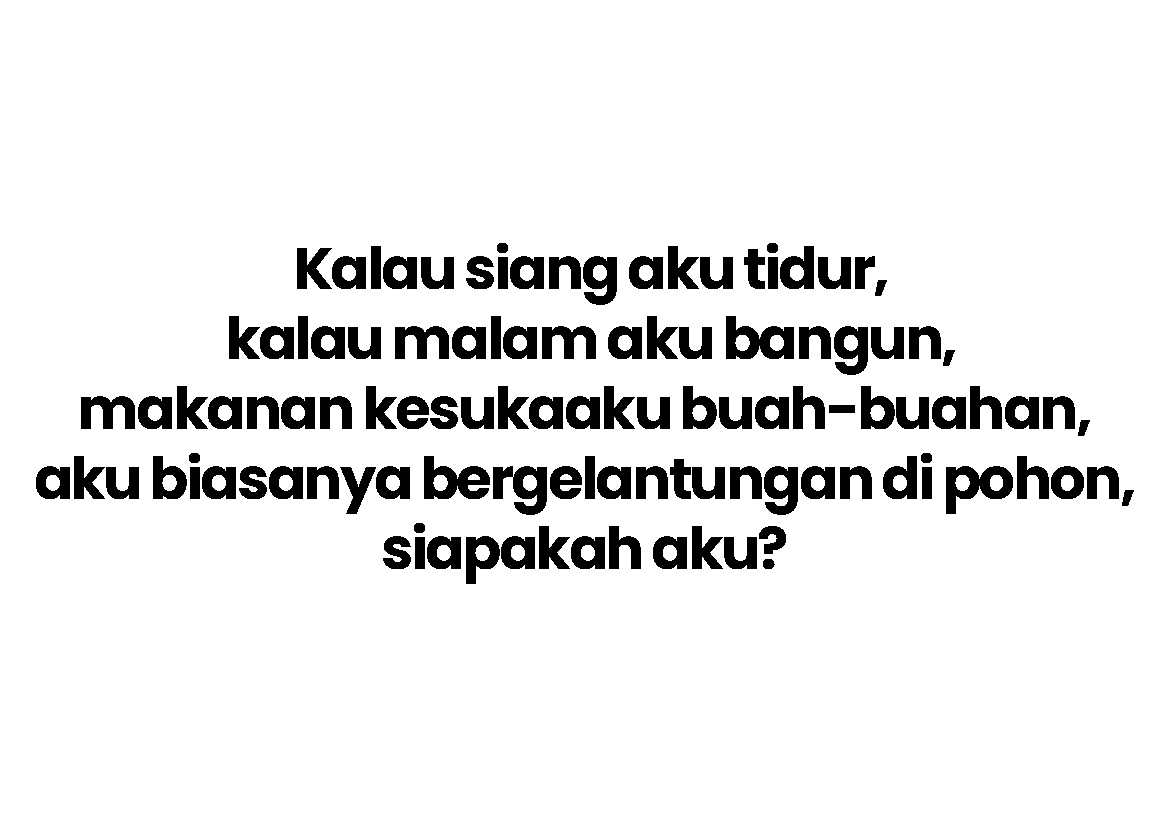 Kalau siang aku tidur,
kalau malam aku bangun,
makanan kesukaaku buah-buahan,
aku biasanya bergelantungan di pohon,
siapakah aku?